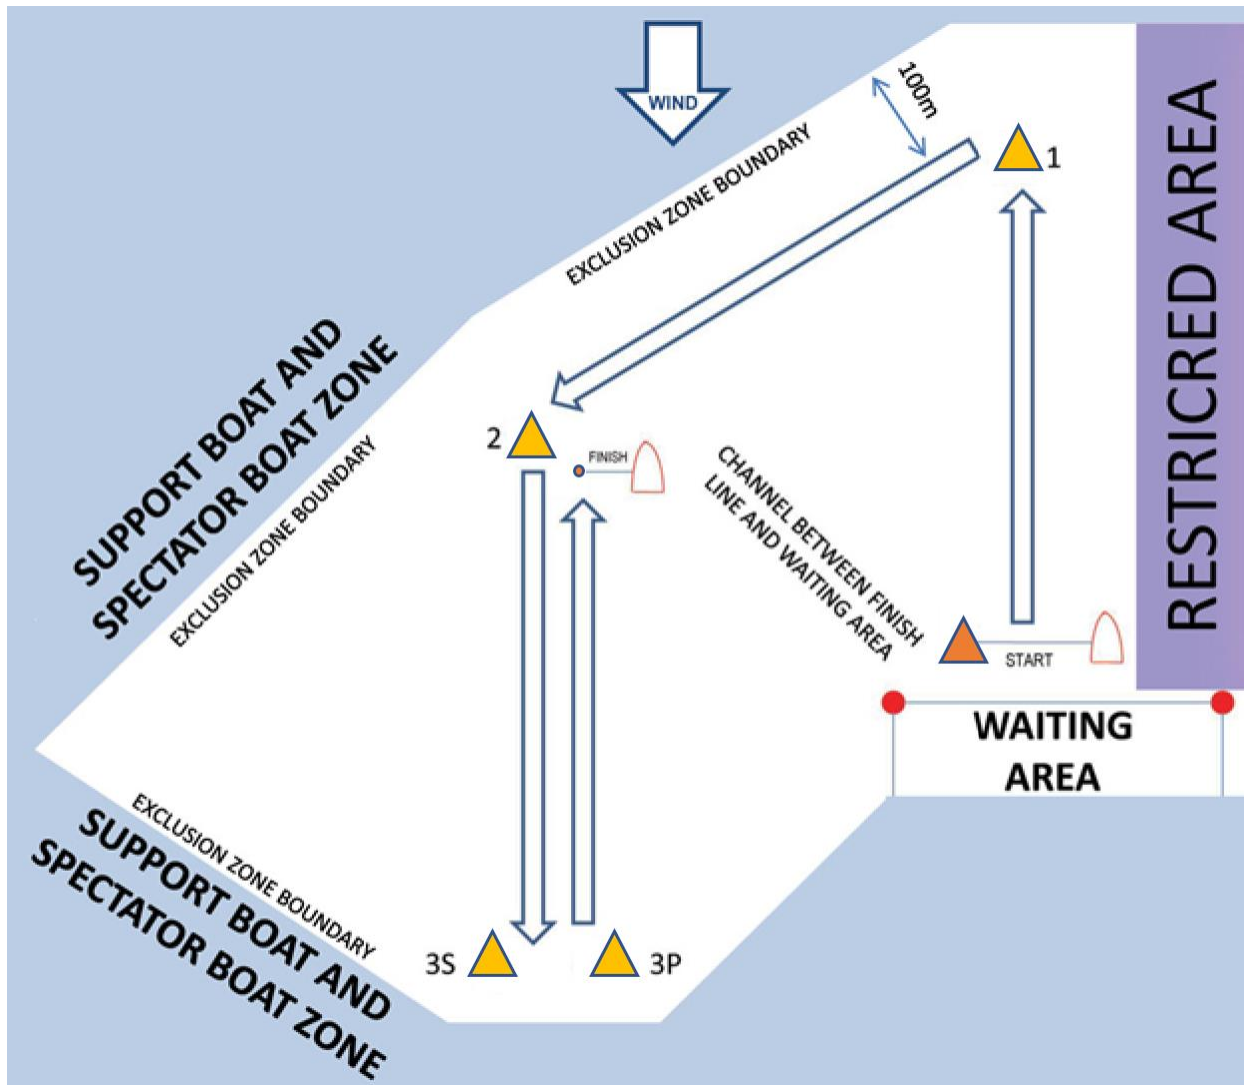 WIND
100m
1
EXCLUSION ZONE BOUNDARY
RESTRICRED AREA
SUPPORT BOAT AND
SPECTATOR BOAT ZONE
EXCLUSION ZONE BOUNDARY
2
FINISH
CHANNEL BETWEEN FINISH
LINE AND WAITING AREA
START
WAITING
AREA
EXCLUSION ZONE BOUNDARY
SUPPORT BOAT AND
SPECTATOR BOAT ZONE
3S
3P